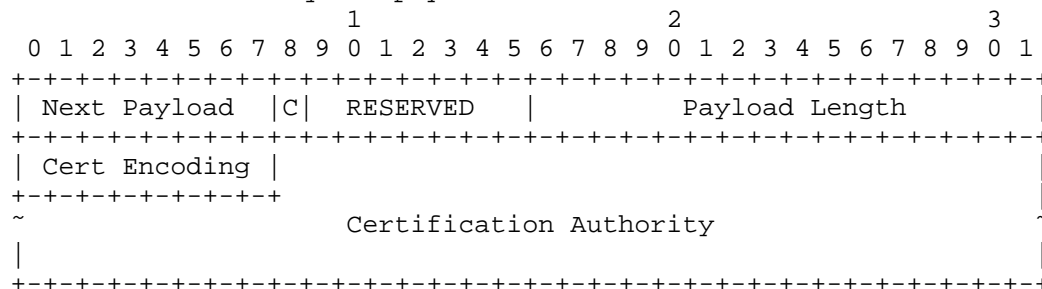 1                   2                   3
 0 1 2 3 4 5 6 7 8 9 0 1 2 3 4 5 6 7 8 9 0 1 2 3 4 5 6 7 8 9 0 1
+-+-+-+-+-+-+-+-+-+-+-+-+-+-+-+-+-+-+-+-+-+-+-+-+-+-+-+-+-+-+-+-+
| Next Payload  |C|  RESERVED   |         Payload Length        |
+-+-+-+-+-+-+-+-+-+-+-+-+-+-+-+-+-+-+-+-+-+-+-+-+-+-+-+-+-+-+-+-+
| Cert Encoding |                                               |
+-+-+-+-+-+-+-+-+                                               |
~                    Certification Authority                    ~
|                                                               |
+-+-+-+-+-+-+-+-+-+-+-+-+-+-+-+-+-+-+-+-+-+-+-+-+-+-+-+-+-+-+-+-+